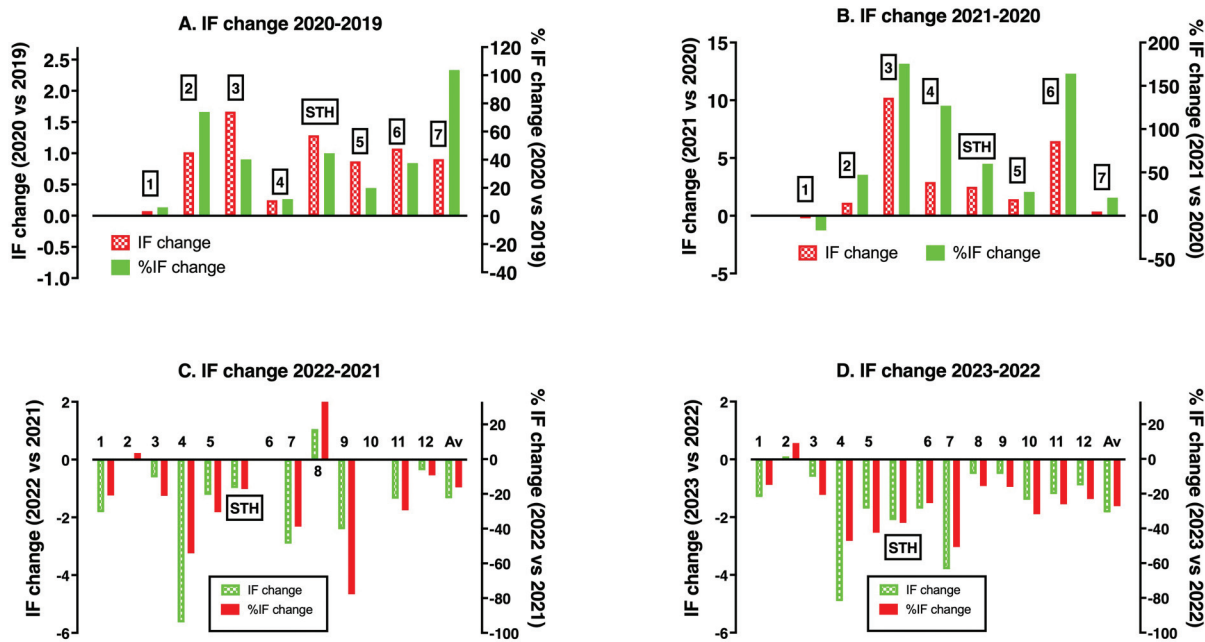 A. IF change 2020-2019
IF change (2020 vs 2019)
2.5
2.0
1.5
1.0
0.5
0.0
-0.5
-1.0
1
2
3
4
STH
5
6
7
IF change
%IF change
120
100
80
60
40
20
0
20
40
% IF change (2020 vs 2019)
B. IF change 2021-2020
IF change (2021 vs 2020)
15
10
5
0
-5
1
2
3
4
STH
5
6
7
IF change
%IF change
200
150
100
50
0
-50
% IF change (2021 vs 2020)
C. IF change 2022-2021
IF change (2022 vs 2021)
2
0
-2
-4
-6
1 2 3 4 5 6 7 9 10 11 12 Av
8
STH
IF change
%IF change
20
0
-20
-40
-60
-80
-100
% IF change (2022 vs 2021)
D. IF change 2023-2022
IF change (2023 vs 2022)
2
0
-2
-4
-6
1 2 3 4 5 6 7 8 9 10 11 12 Av
STH
IF change
%IF change
20
0
-20
-40
-60
-80
-100
% IF change (2023 vs 2022)